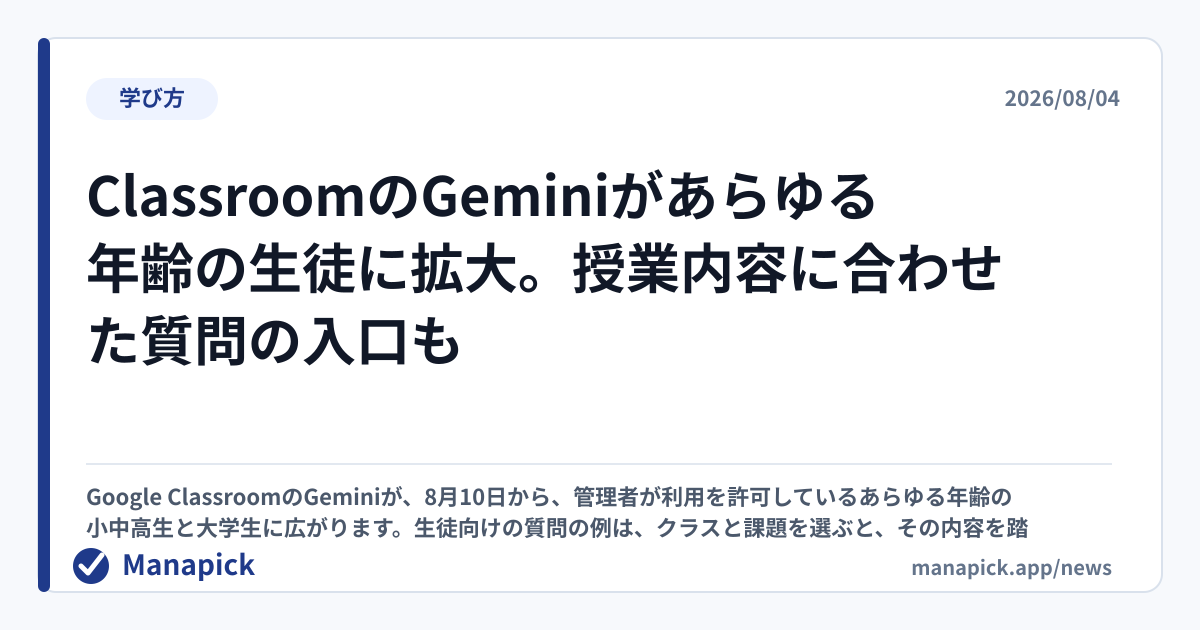 学び方
2026/08/04
ClassroomのGeminiがあらゆる
年齢の生徒に拡大。授業内容に合わせ
た質問の入口も
Google ClassroomのGeminiが、8月10日から、管理者が利用を許可しているあらゆる年齢の
小中高生と大学生に広がります。生徒向けの質問の例は、クラスと課題を選ぶと、その内容を踏
Manapick
manapick.app/news